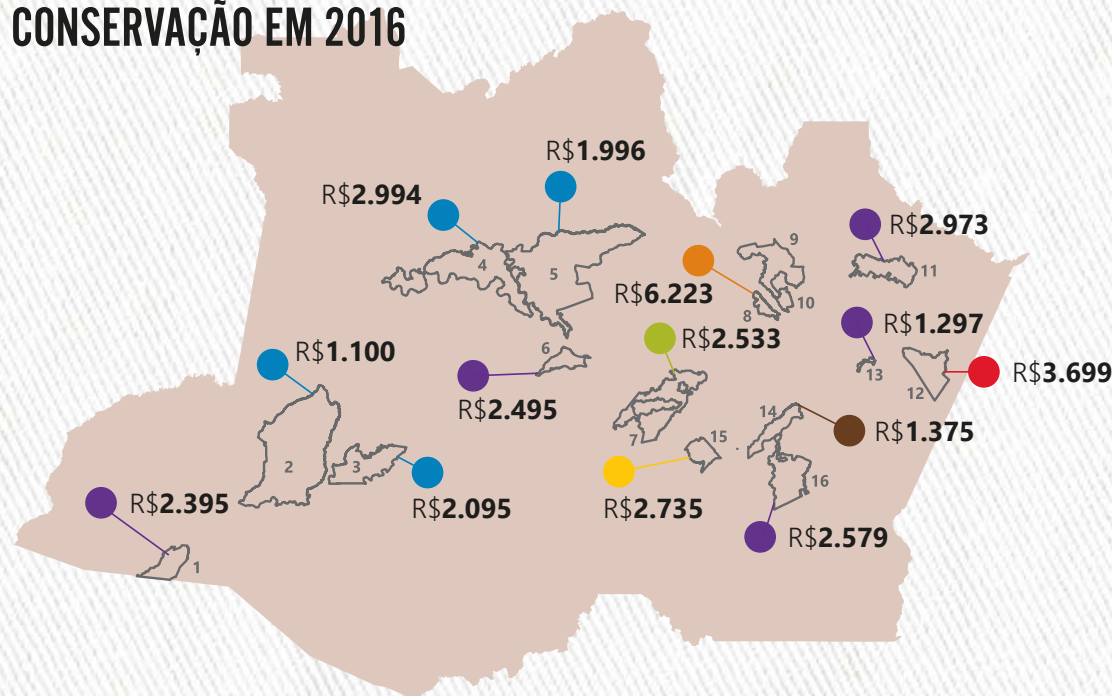 CONSERVAÇÃO EM 2016
R$1.996
R$2.994
R$2.973
9
4
5
11
R$6.223
10
8
R$1.297
R$2.533
6
R$1.100
13
R$3.699
12
R$2.495
14
R$1.375
7
15
2
3
16
R$2.395
R$2.095
R$2.735
R$2.579
1